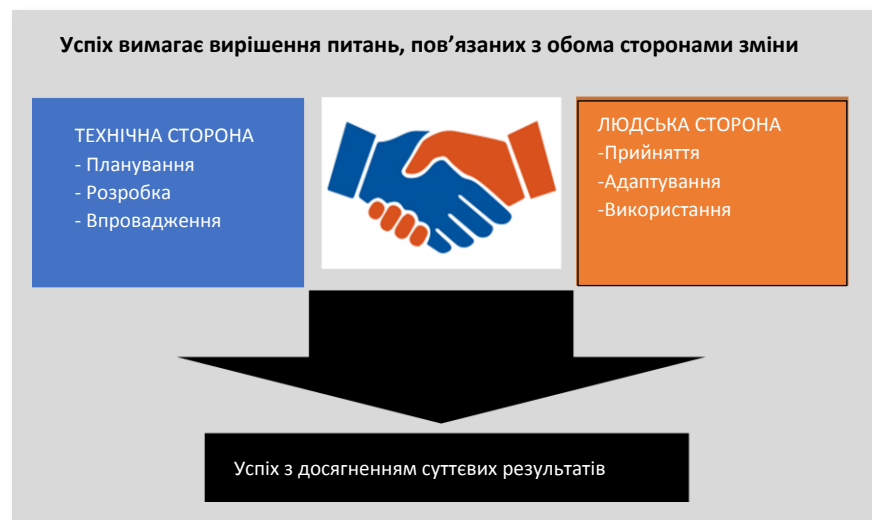 Успіх вимагає вирішення питань, пов’язаних з обома сторонами зміни
ТЕХНІЧНА СТОРОНА
- Планування
- Розробка
- Впровадження
ЛЮДСЬКА СТОРОНА
-Прийняття
-Адаптування
-Використання
Успіх з досягненням суттєвих результатів